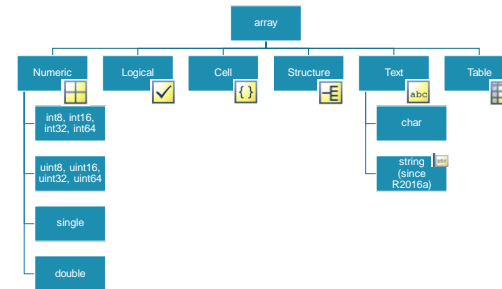 array
Numeric
Logical
Cell
Structure
Text
Table
{ }
abc
int8, int16,
int32, int64
char
uint8, uint16,
uint32, uint64
string
(since
R2016a)
single
double